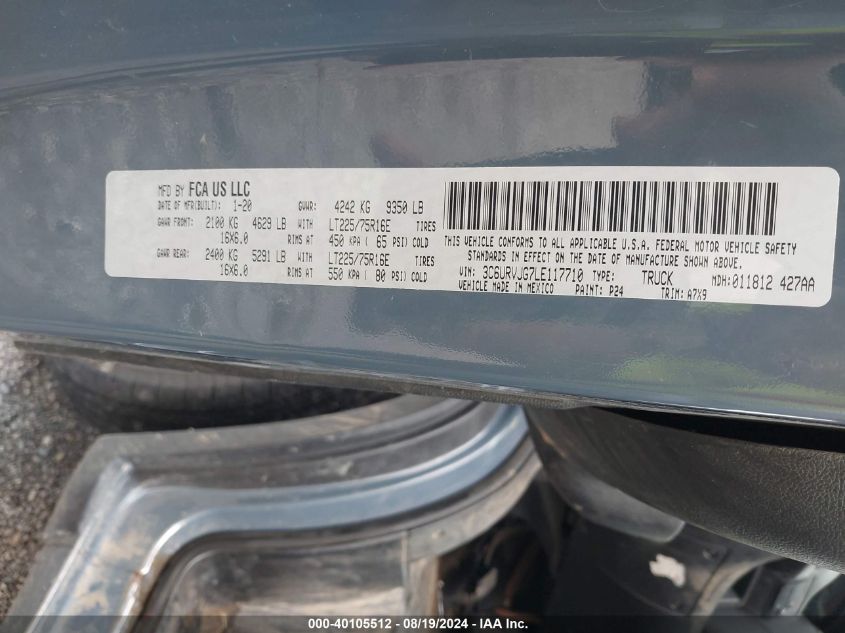 MFD BY FCA US LLC
DATE OF MFR(BUILT): 1-20 GVWR: 4242 KG 9350 LB
GAWR FRONT: 2100 KG 4629 LB WITH LT225/75R16E TIRES
16X6.0 RIMS AT 450 KPA ( 65 PSI) COLD
GAWR REAR: 2400 KG 5291 LB WITH LT225/75R16E TIRES
16X6.0 RIMS AT 550 KPA ( 80 PSI) COLD
THIS VEHICLE CONFORMS TO ALL APPLICABLE U.S.A. FEDERAL MOTOR VEHICLE SAFETY
STANDARDS IN EFFECT ON THE DATE OF MANUFACTURE SHOWN ABOVE.
VIN: 3C6URVJG7LE117710 TYPE: TRUCK MDH:011812 427AA
VEHICLE MADE IN MEXICO PAINT: P24 TRIM: A7X9
000-40105512 - 08/19/2024 - IAAI.com